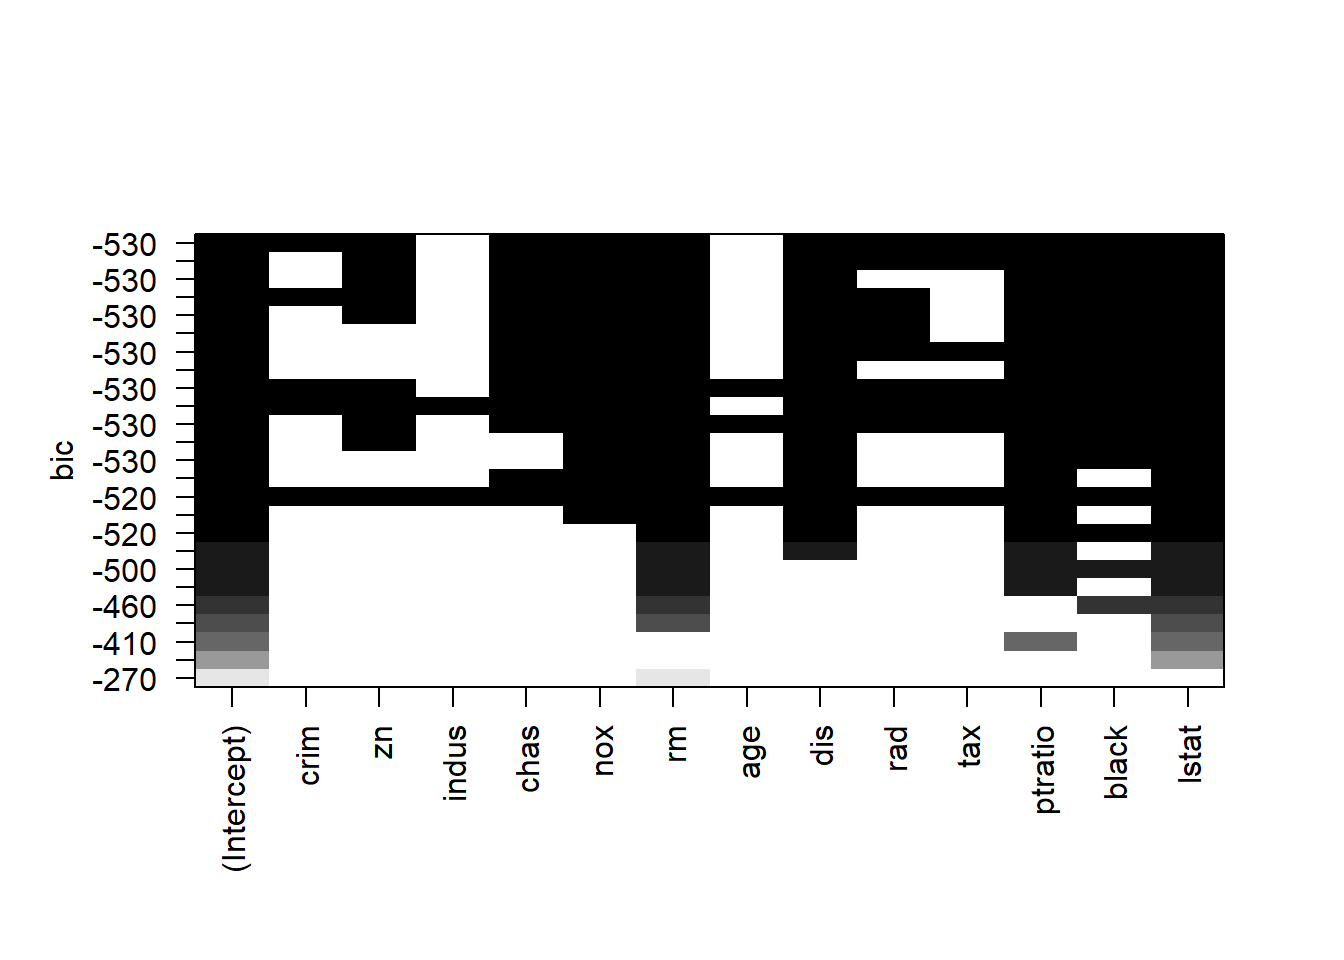 bic
-530
-530
-530
-530
-530
-530
-530
-520
-520
-500
-460
-410
-270
(Intercept)
crim
zn
indus
chas
nox
rm
age
dis
rad
tax
ptratio
black
lstat